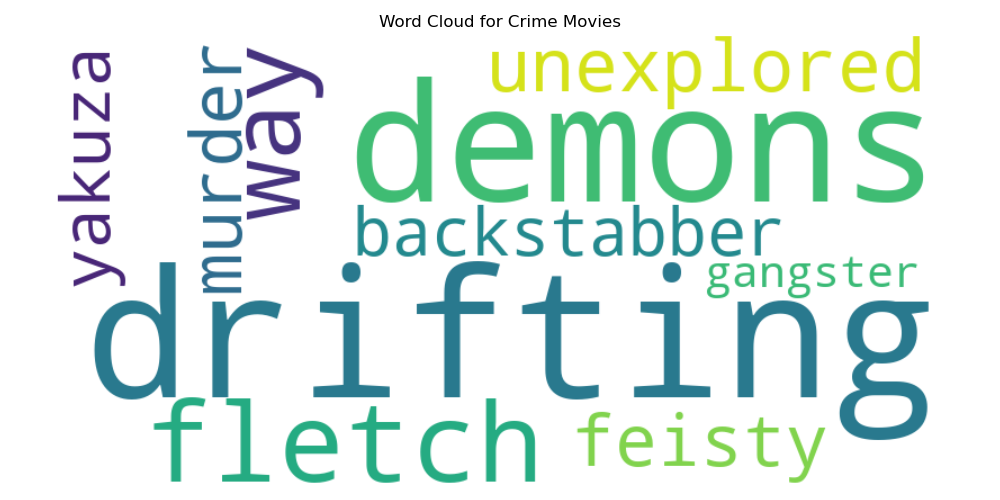 Word Cloud for Crime Movies
yakuza
murder
way
unexplored
demons
backstabber
gangster
drifting
fletch
feisty